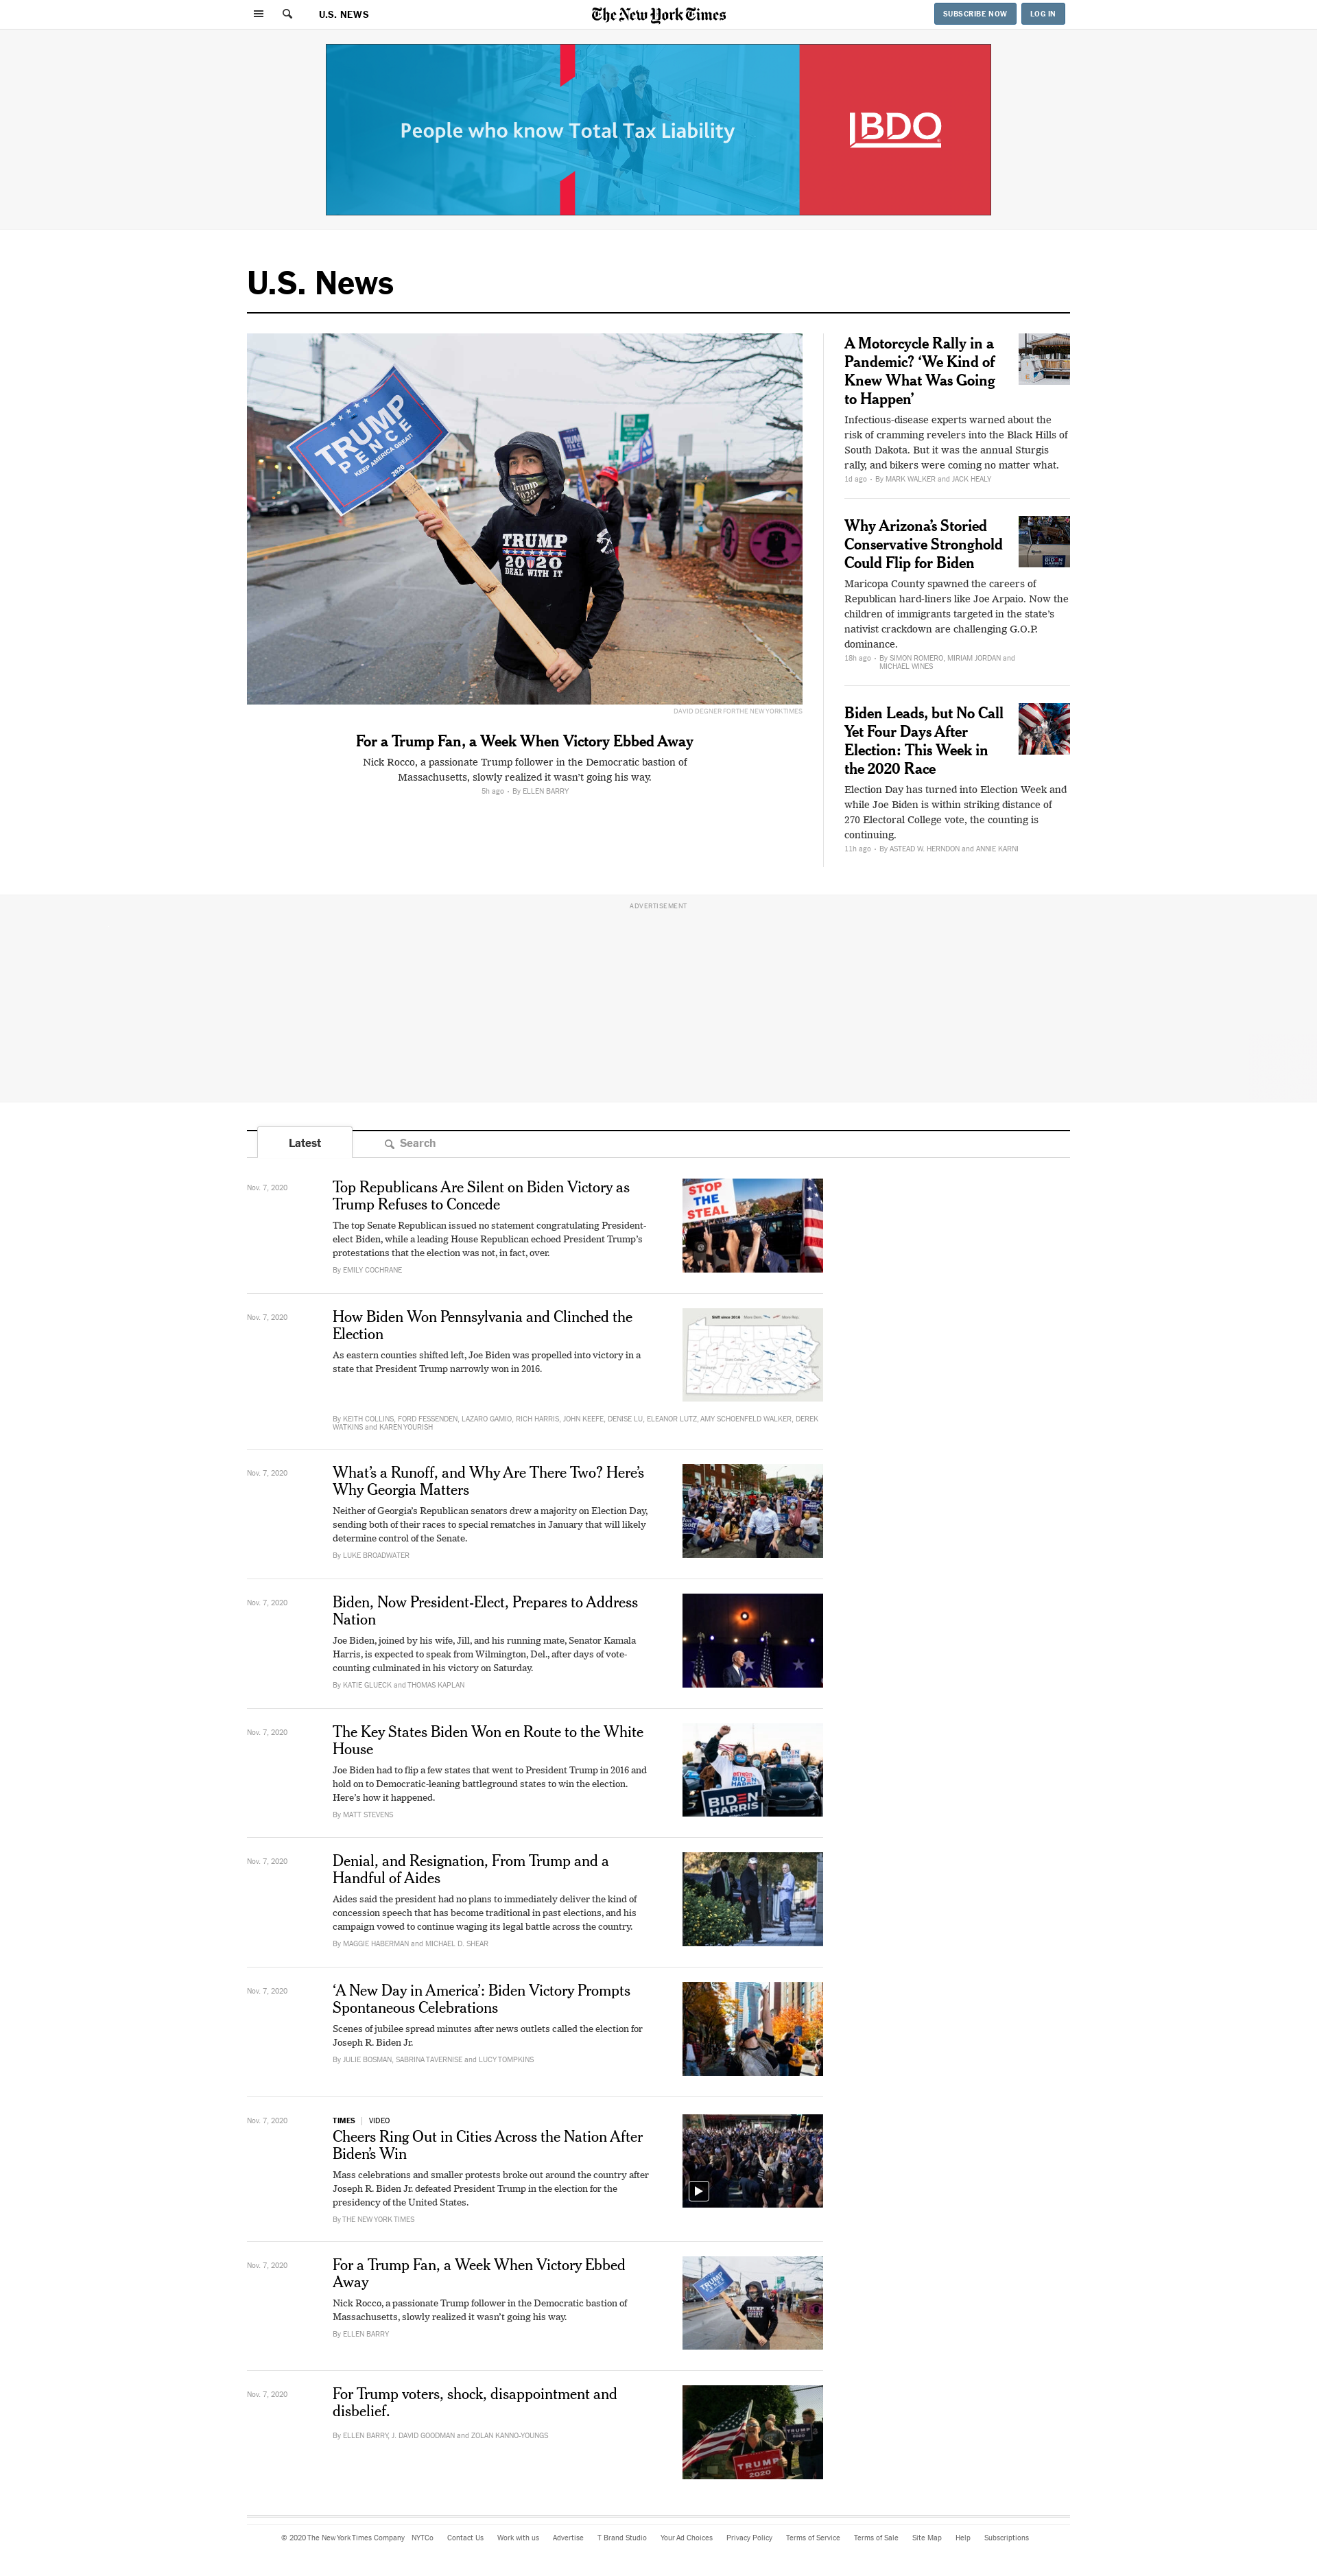 U.S. NEWS
The New York Times
SUBSCRIBE NOW
LOG IN
People who know Total Tax Liability
BDO
U.S. News
TRUMP
PENCE
KEEP AMERICA GREAT!
2020
Trump
2020
TRUMP
2020
DEAL WITH IT
DAVID DEGNER FOR THE NEW YORK TIMES
For a Trump Fan, a Week When Victory Ebbed Away
Nick Rocco, a passionate Trump follower in the Democratic bastion of
Massachusetts, slowly realized it wasn’t going his way.
5h ago • By ELLEN BARRY
A Motorcycle Rally in a
Pandemic? ‘We Kind of
Knew What Was Going
to Happen’
Infectious-disease experts warned about the
risk of cramming revelers into the Black Hills of
South Dakota. But it was the annual Sturgis
rally, and bikers were coming no matter what.
1d ago • By MARK WALKER and JACK HEALY
Why Arizona’s Storied
Conservative Stronghold
Could Flip for Biden
Maricopa County spawned the careers of
Republican hard-liners like Joe Arpaio. Now the
children of immigrants targeted in the state’s
nativist crackdown are challenging G.O.P.
dominance.
18h ago • By SIMON ROMERO, MIRIAM JORDAN and
MICHAEL WINES
Biden Leads, but No Call
Yet Four Days After
Election: This Week in
the 2020 Race
Election Day has turned into Election Week and
while Joe Biden is within striking distance of
270 Electoral College vote, the counting is
continuing.
11h ago • By ASTEAD W. HERNDON and ANNIE KARNI
ADVERTISEMENT
Latest
Search
Nov. 7, 2020
Top Republicans Are Silent on Biden Victory as
Trump Refuses to Concede
The top Senate Republican issued no statement congratulating President-
elect Biden, while a leading House Republican echoed President Trump’s
protestations that the election was not, in fact, over.
By EMILY COCHRANE
STOP
THE
STEAL
Nov. 7, 2020
How Biden Won Pennsylvania and Clinched the
Election
As eastern counties shifted left, Joe Biden was propelled into victory in a
state that President Trump narrowly won in 2016.
By KEITH COLLINS, FORD FESSENDEN, LAZARO GAMIO, RICH HARRIS, JOHN KEEFE, DENISE LU, ELEANOR LUTZ, AMY SCHOENFELD WALKER, DEREK
WATKINS and KAREN YOURISH
Shift since 2016
Nov. 7, 2020
What’s a Runoff, and Why Are There Two? Here’s
Why Georgia Matters
Neither of Georgia’s Republican senators drew a majority on Election Day,
sending both of their races to special rematches in January that will likely
determine control of the Senate.
By LUKE BROADWATER
Nov. 7, 2020
Biden, Now President-Elect, Prepares to Address
Nation
Joe Biden, joined by his wife, Jill, and his running mate, Senator Kamala
Harris, is expected to speak from Wilmington, Del., after days of vote-
counting culminated in his victory on Saturday.
By KATIE GLUECK and THOMAS KAPLAN
Nov. 7, 2020
The Key States Biden Won en Route to the White
House
Joe Biden had to flip a few states that went to President Trump in 2016 and
hold on to Democratic-leaning battleground states to win the election.
Here’s how it happened.
By MATT STEVENS
BIDEN
HARRIS
Nov. 7, 2020
Denial, and Resignation, From Trump and a
Handful of Aides
Aides said the president had no plans to immediately deliver the kind of
concession speech that has become traditional in past elections, and his
campaign vowed to continue waging its legal battle across the country.
By MAGGIE HABERMAN and MICHAEL D. SHEAR
Nov. 7, 2020
‘A New Day in America’: Biden Victory Prompts
Spontaneous Celebrations
Scenes of jubilee spread minutes after news outlets called the election for
Joseph R. Biden Jr.
By JULIE BOSMAN, SABRINA TAVERNISE and LUCY TOMPKINS
Nov. 7, 2020
TIMES | VIDEO
Cheers Ring Out in Cities Across the Nation After
Biden’s Win
Mass celebrations and smaller protests broke out around the country after
Joseph R. Biden Jr. defeated President Trump in the election for the
presidency of the United States.
By THE NEW YORK TIMES
Nov. 7, 2020
For a Trump Fan, a Week When Victory Ebbed
Away
Nick Rocco, a passionate Trump follower in the Democratic bastion of
Massachusetts, slowly realized it wasn’t going his way.
By ELLEN BARRY
TRUMP
Nov. 7, 2020
For Trump voters, shock, disappointment and
disbelief.
By ELLEN BARRY, J. DAVID GOODMAN and ZOLAN KANNO-YOUNGS
TRUMP
TRUMP
2020
© 2020 The New York Times Company NYTCo Contact Us Work with us Advertise T Brand Studio Your Ad Choices Privacy Policy Terms of Service Terms of Sale Site Map Help Subscriptions